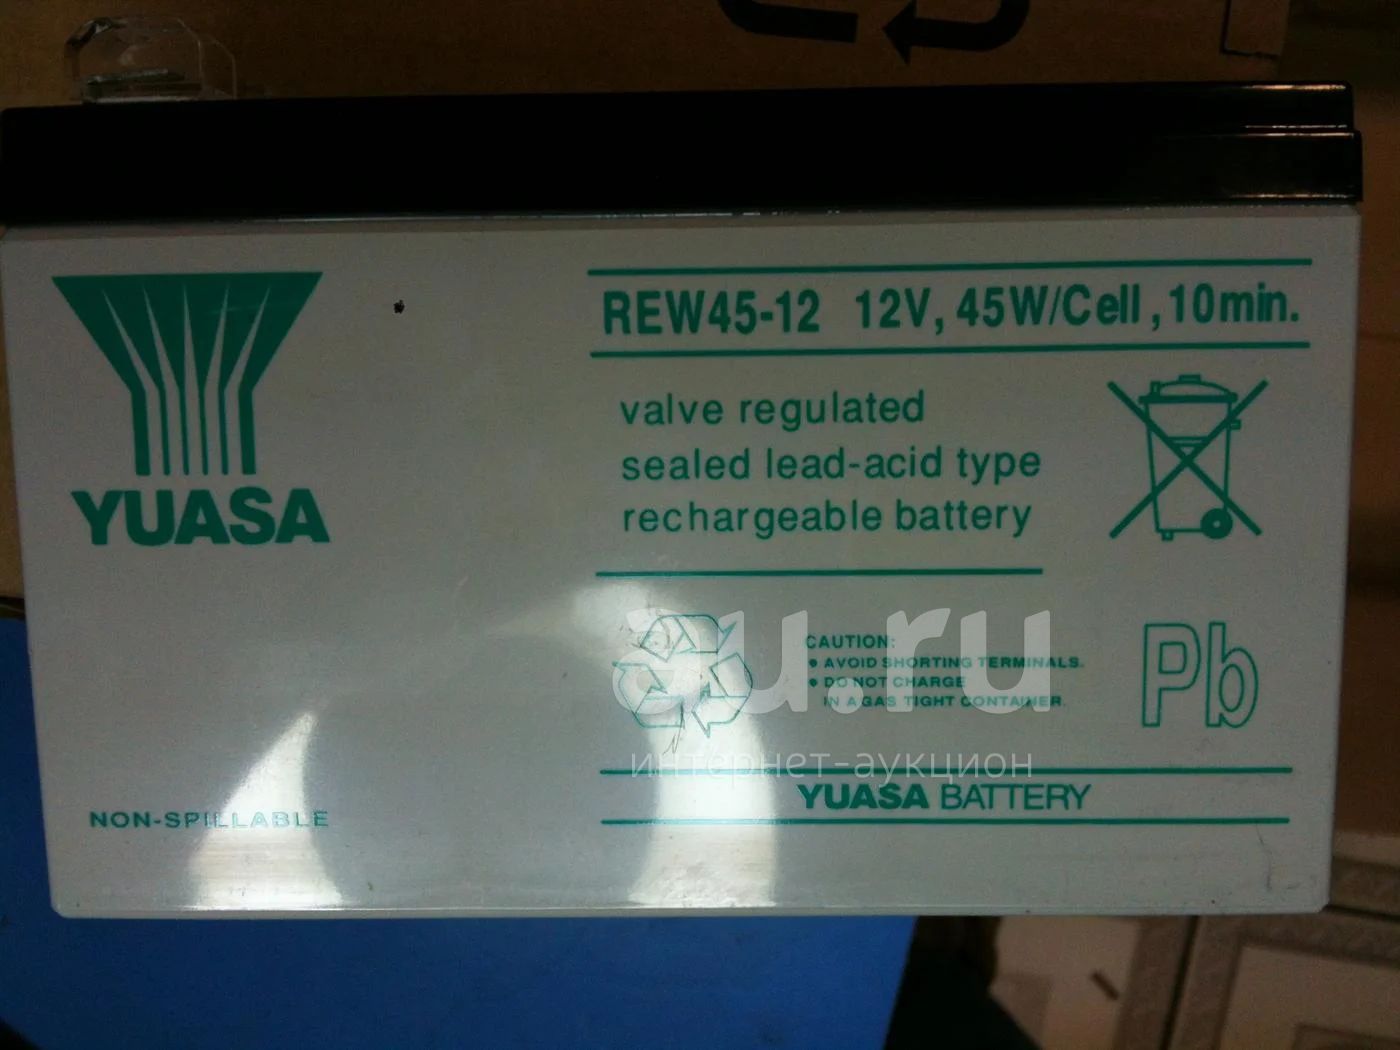 YUASA
REW45-12 12V, 45W/Cell, 10min.
valve regulated
sealed lead-acid type
rechargeable battery
CAUTION:
• AVOID SHORTING TERMINALS.
• DO NOT CHARGE
IN A GAS TIGHT CONTAINER.
Pb
au.ru
интернет-аукцион
YUASA BATTERY
NON-SPILLABLE